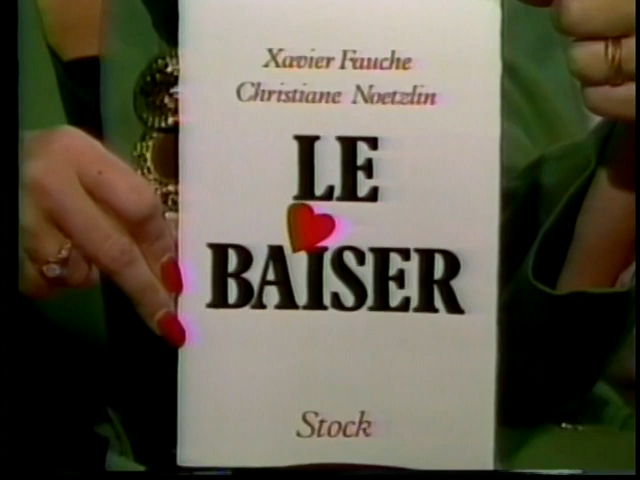 Xavier Fauche
Christiane Noetzlin
LE
BAISER
Stock